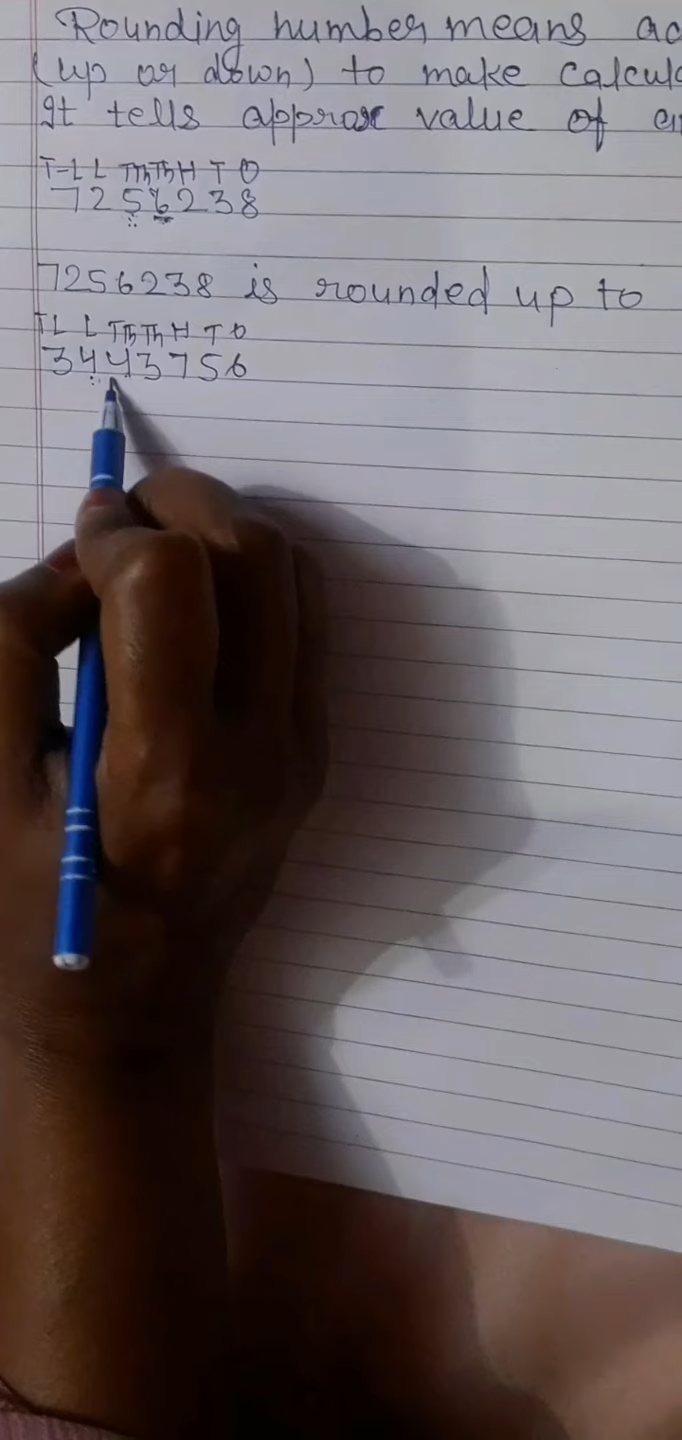 Rounding number means
(up or down) to make
It tells approx value of
T-L L TTh Th H T O
7256238
7256238 is rounded up to
TL L TTh Th H T O
3443756